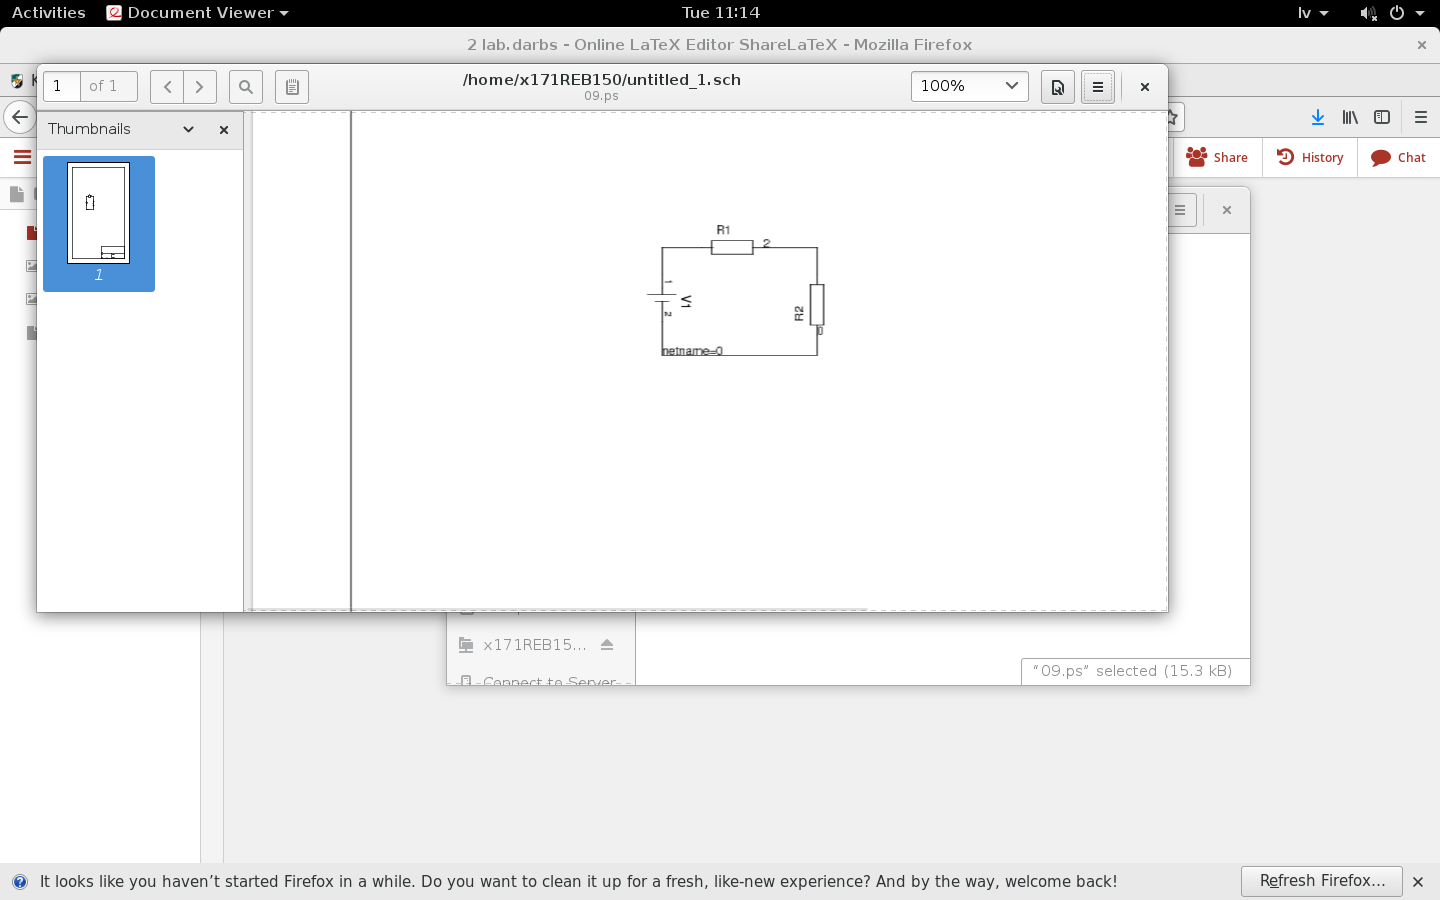 Activities
Document Viewer
Tue 11:14
lv
2 lab.darbs - Online LaTeX Editor ShareLaTeX - Mozilla Firefox
K
1 of 1
/home/x171REB150/untitled_1.sch
09.ps
100%
Thumbnails
1
Share
History
Chat
R1
2
1
V1
2
R2
0
netname=0
x171REB15...
Connect to Server
"09.ps" selected (15.3 kB)
It looks like you haven't started Firefox in a while. Do you want to clean it up for a fresh, like-new experience? And by the way, welcome back!
Refresh Firefox...